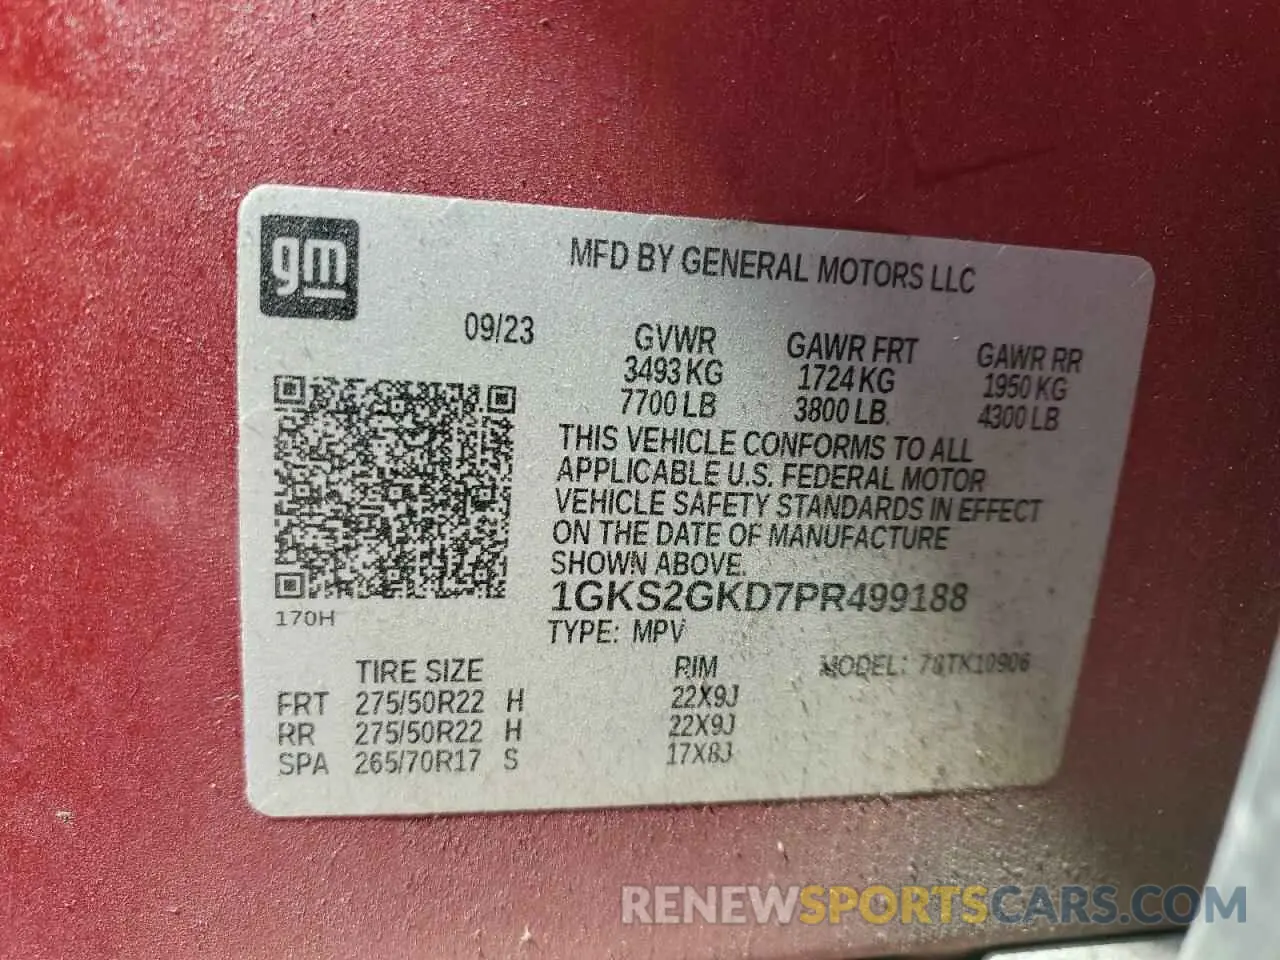 gm
MFD BY GENERAL MOTORS LLC
09/23
GVWR GAWR FRT GAWR RR
3493 KG 1724 KG 1950 KG
7700 LB 3800 LB. 4300 LB
THIS VEHICLE CONFORMS TO ALL
APPLICABLE U.S. FEDERAL MOTOR
VEHICLE SAFETY STANDARDS IN EFFECT
ON THE DATE OF MANUFACTURE
SHOWN ABOVE.
1GKS2GKD7PR499188
170H
TYPE: MPV
TIRE SIZE RIM MODEL:
FRT 275/50R22 H 22X9J
RR 275/50R22 H 22X9J
SPA 265/70R17 S 17X8J
RENEWSPORTSCARS.COM